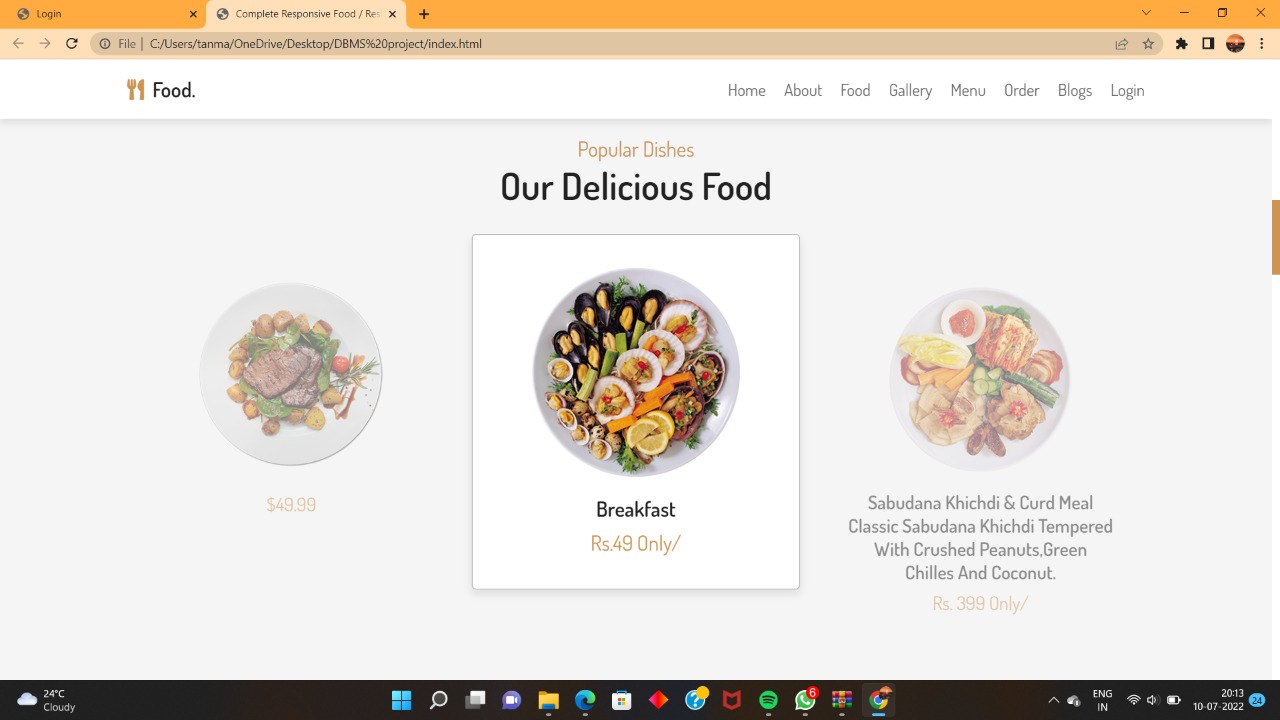 Login
Complete Responsive Food / Res
File | C:/Users/tanma/OneDrive/Desktop/DBMS%20project/index.html
Food.
Home About Food Gallery Menu Order Blogs Login
Popular Dishes
Our Delicious Food
$49.99
Breakfast
Rs.49 Only/
Sabudana Khichdi & Curd Meal
Classic Sabudana Khichdi Tempered
With Crushed Peanuts,Green
Chilles And Coconut.
Rs. 399 Only/
24°C
Cloudy
6
ENG
IN
20:13
10-07-2022
24